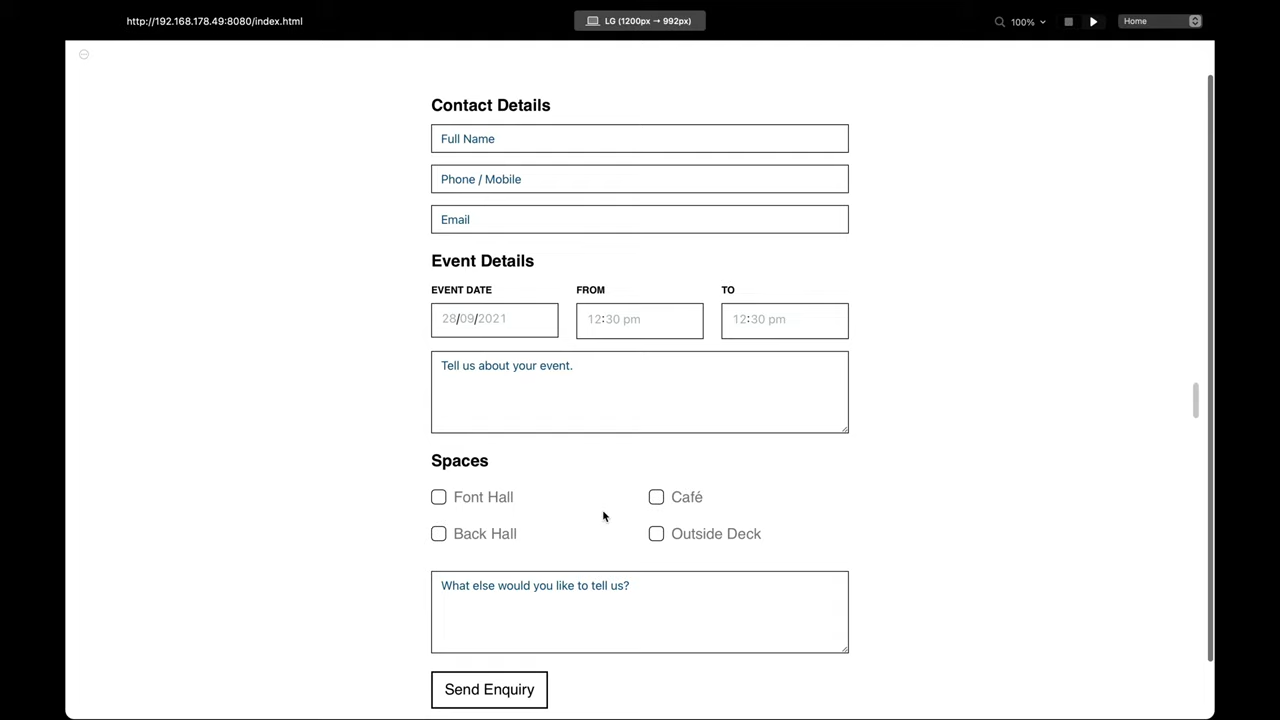 http://192.168.178.49:8080/index.html
LG (1200px → 992px)
100%
Home
Contact Details
Full Name
Phone / Mobile
Email
Event Details
EVENT DATE FROM TO
28/09/2021 12:30 pm 12:30 pm
Tell us about your event.
Spaces
Font Hall Café
Back Hall Outside Deck
What else would you like to tell us?
Send Enquiry